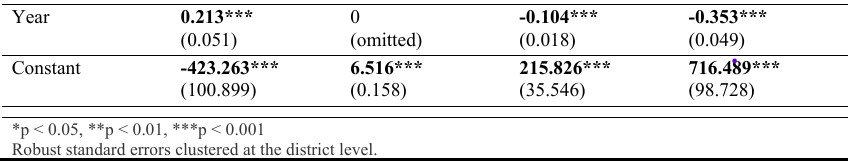 Year 0.213*** 0 -0.104*** -0.353***
(0.051) (omitted) (0.018) (0.049)
Constant -423.263*** 6.516*** 215.826*** 716.489***
(100.899) (0.158) (35.546) (98.728)
*p < 0.05, **p < 0.01, ***p < 0.001
Robust standard errors clustered at the district level.